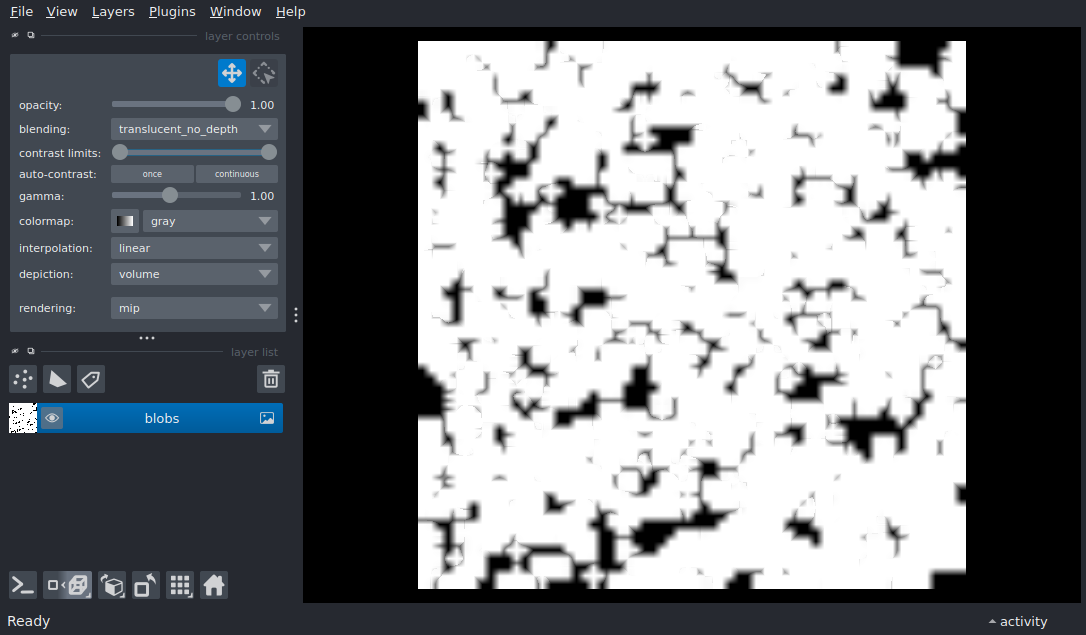 File View Layers Plugins Window Help
layer controls
opacity: 1.00
blending: translucent_no_depth
contrast limits:
auto-contrast: once continuous
gamma: 1.00
colormap: gray
interpolation: linear
depiction: volume
rendering: mip
layer list
blobs
Ready activity